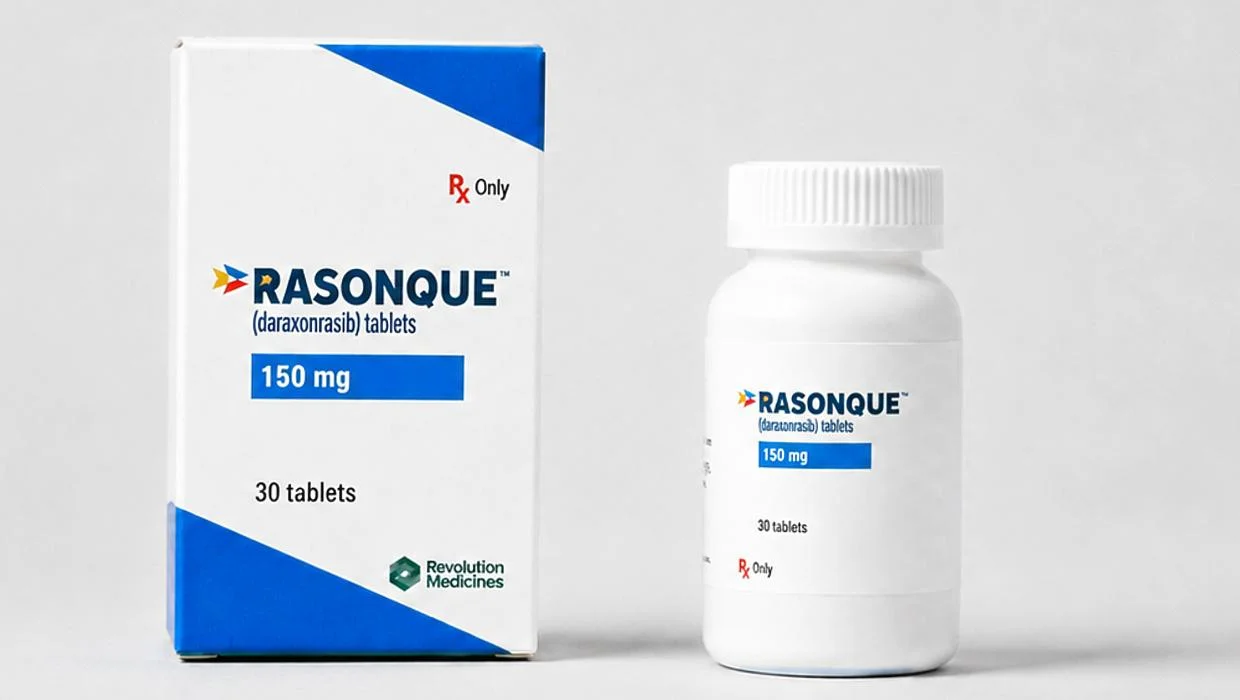 Rx Only
RASONQUE™
(daraxonrasib) tablets
150 mg
30 tablets
Revolution
Medicines
RASONQUE™
(daraxonrasib) tablets
150 mg
30 tablets
Rx Only